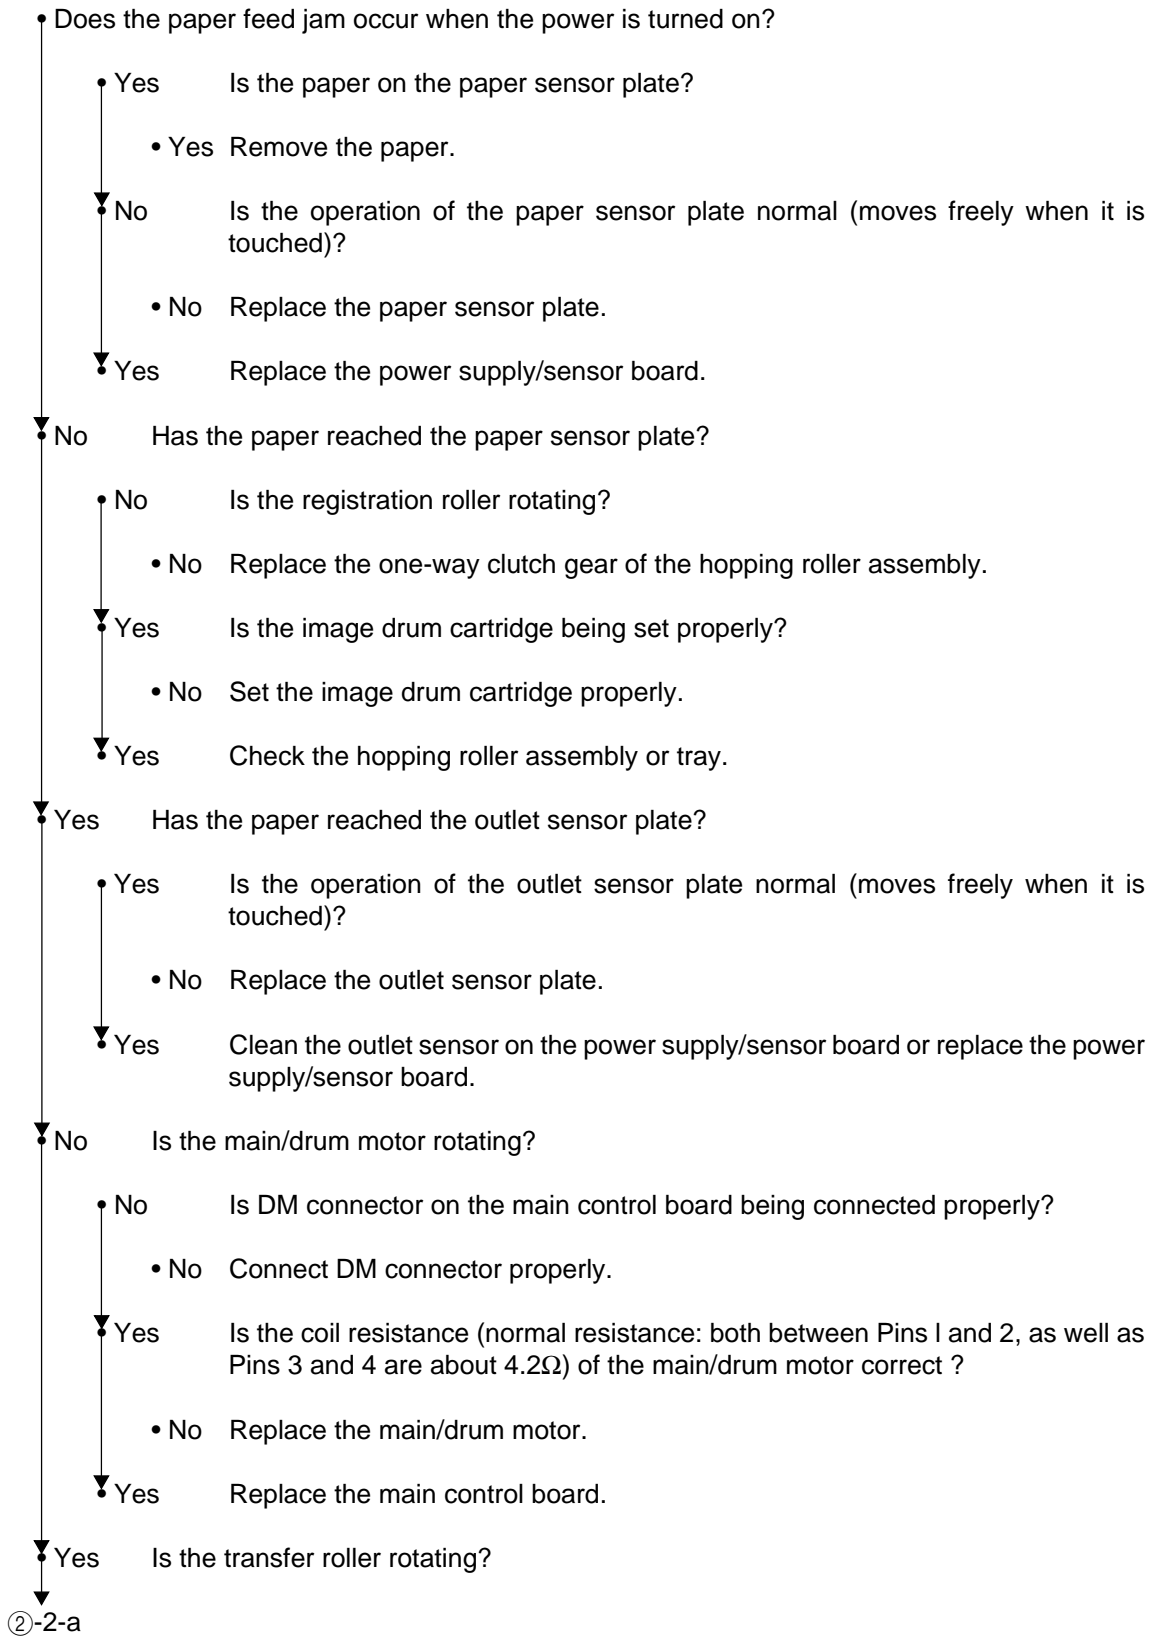 • Does the paper feed jam occur when the power is turned on?
• Yes Is the paper on the paper sensor plate?
• Yes Remove the paper.
• No Is the operation of the paper sensor plate normal (moves freely when it is
touched)?
• No Replace the paper sensor plate.
• Yes Replace the power supply/sensor board.
• No Has the paper reached the paper sensor plate?
• No Is the registration roller rotating?
• No Replace the one-way clutch gear of the hopping roller assembly.
• Yes Is the image drum cartridge being set properly?
• No Set the image drum cartridge properly.
• Yes Check the hopping roller assembly or tray.
• Yes Has the paper reached the outlet sensor plate?
• Yes Is the operation of the outlet sensor plate normal (moves freely when it is
touched)?
• No Replace the outlet sensor plate.
• Yes Clean the outlet sensor on the power supply/sensor board or replace the power
supply/sensor board.
• No Is the main/drum motor rotating?
• No Is DM connector on the main control board being connected properly?
• No Connect DM connector properly.
• Yes Is the coil resistance (normal resistance: both between Pins l and 2, as well as
Pins 3 and 4 are about 4.2Ω) of the main/drum motor correct ?
• No Replace the main/drum motor.
• Yes Replace the main control board.
• Yes Is the transfer roller rotating?
②-2-a